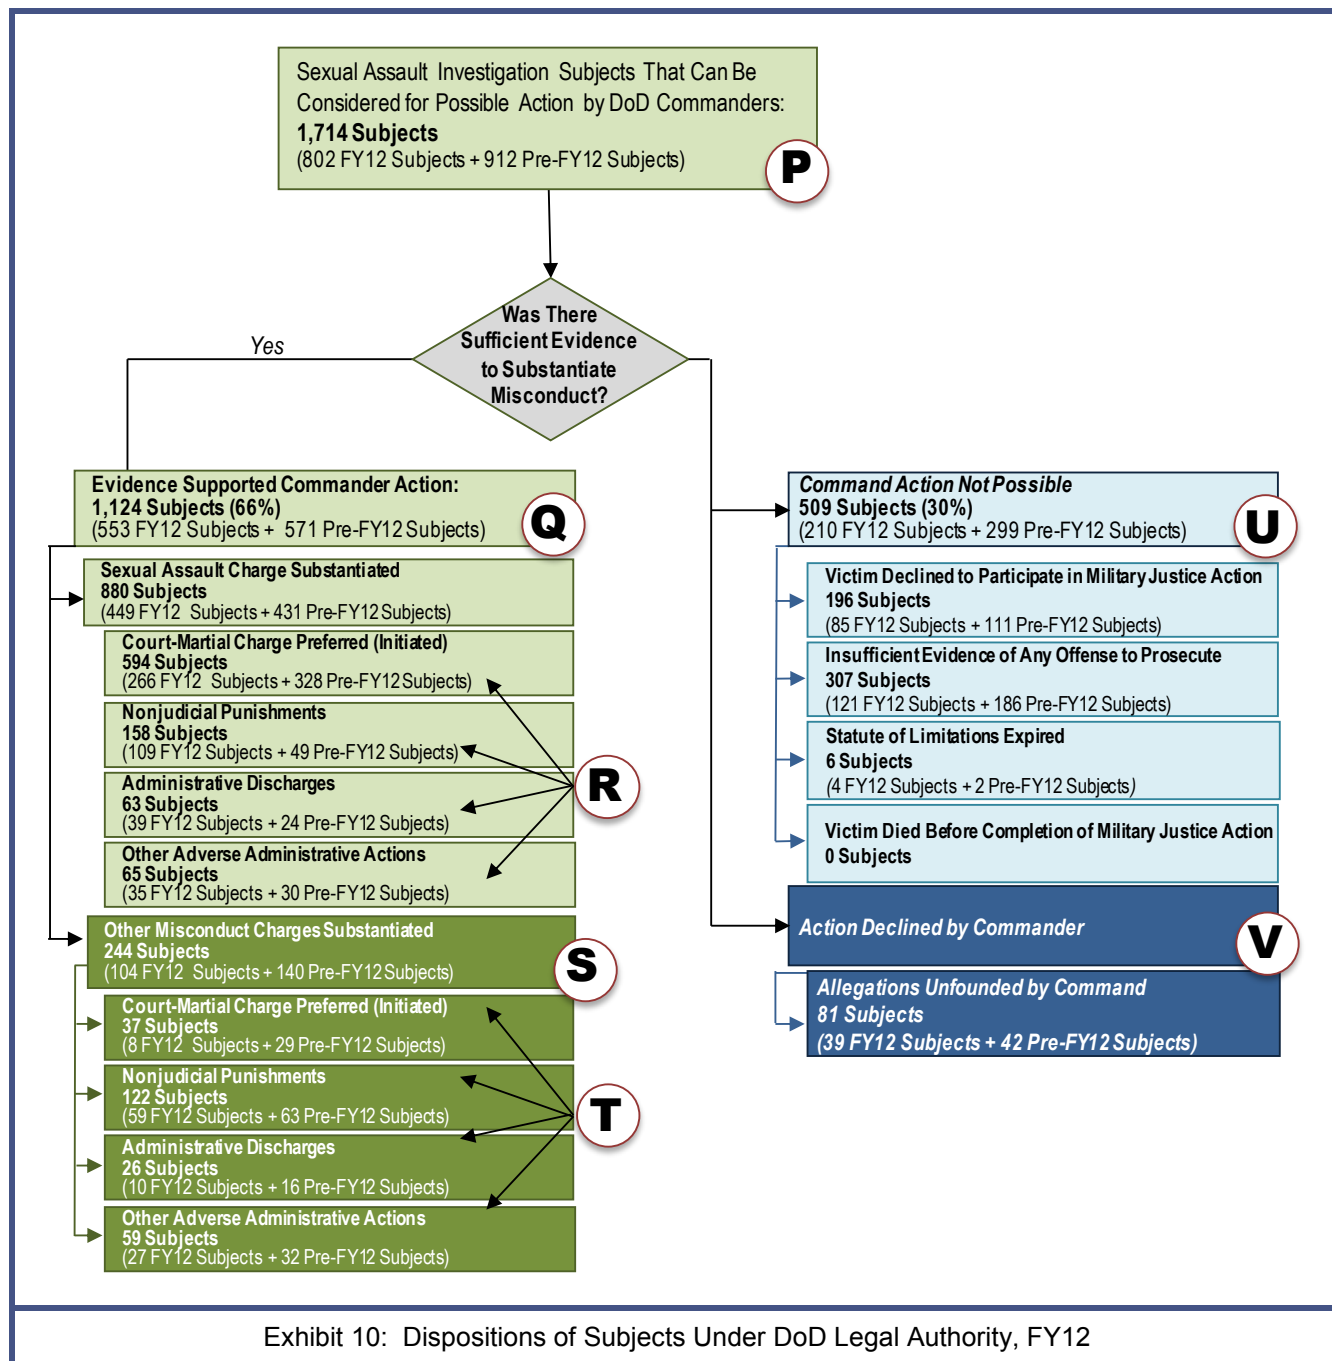 Sexual Assault Investigation Subjects That Can Be
Considered for Possible Action by DoD Commanders:
1,714 Subjects
(802 FY12 Subjects + 912 Pre-FY12 Subjects)
P
Was There
Sufficient Evidence
to Substantiate
Misconduct?
Yes
Evidence Supported Commander Action:
1,124 Subjects (66%)
(553 FY12 Subjects + 571 Pre-FY12 Subjects)
Q
Sexual Assault Charge Substantiated
880 Subjects
(449 FY12 Subjects + 431 Pre-FY12 Subjects)
Court-Martial Charge Preferred (Initiated)
594 Subjects
(266 FY12 Subjects + 328 Pre-FY12 Subjects)
Nonjudicial Punishments
158 Subjects
(109 FY12 Subjects + 49 Pre-FY12 Subjects)
Administrative Discharges
63 Subjects
(39 FY12 Subjects + 24 Pre-FY12 Subjects)
Other Adverse Administrative Actions
65 Subjects
(35 FY12 Subjects + 30 Pre-FY12 Subjects)
R
Other Misconduct Charges Substantiated
244 Subjects
(104 FY12 Subjects + 140 Pre-FY12 Subjects)
S
Court-Martial Charge Preferred (Initiated)
37 Subjects
(8 FY12 Subjects + 29 Pre-FY12 Subjects)
Nonjudicial Punishments
122 Subjects
(59 FY12 Subjects + 63 Pre-FY12 Subjects)
Administrative Discharges
26 Subjects
(10 FY12 Subjects + 16 Pre-FY12 Subjects)
Other Adverse Administrative Actions
59 Subjects
(27 FY12 Subjects + 32 Pre-FY12 Subjects)
T
Command Action Not Possible
509 Subjects (30%)
(210 FY12 Subjects + 299 Pre-FY12 Subjects)
U
Victim Declined to Participate in Military Justice Action
196 Subjects
(85 FY12 Subjects + 111 Pre-FY12 Subjects)
Insufficient Evidence of Any Offense to Prosecute
307 Subjects
(121 FY12 Subjects + 186 Pre-FY12 Subjects)
Statute of Limitations Expired
6 Subjects
(4 FY12 Subjects + 2 Pre-FY12 Subjects)
Victim Died Before Completion of Military Justice Action
0 Subjects
Action Declined by Commander
V
Allegations Unfounded by Command
81 Subjects
(39 FY12 Subjects + 42 Pre-FY12 Subjects)
Exhibit 10: Dispositions of Subjects Under DoD Legal Authority, FY12